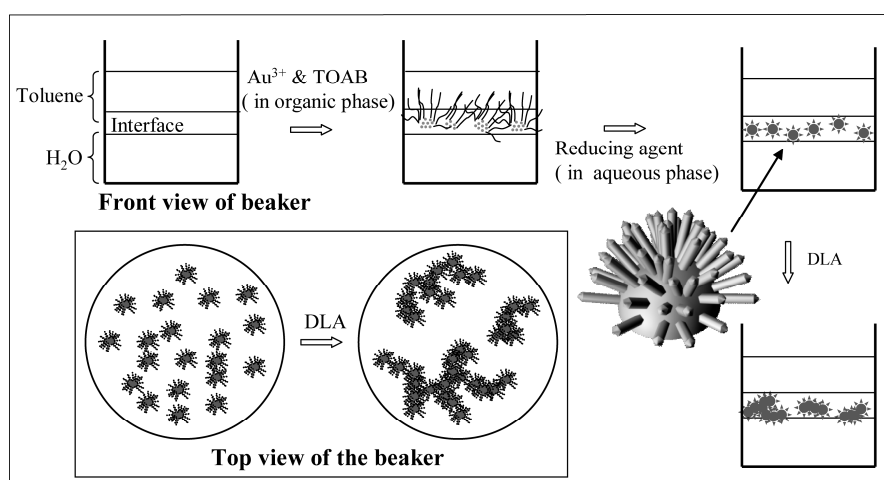 Toluene
Interface
H₂O
Front view of beaker
Au³⁺ & TOAB
( in organic phase)
Reducing agent
( in aqueous phase)
DLA
DLA
Top view of the beaker